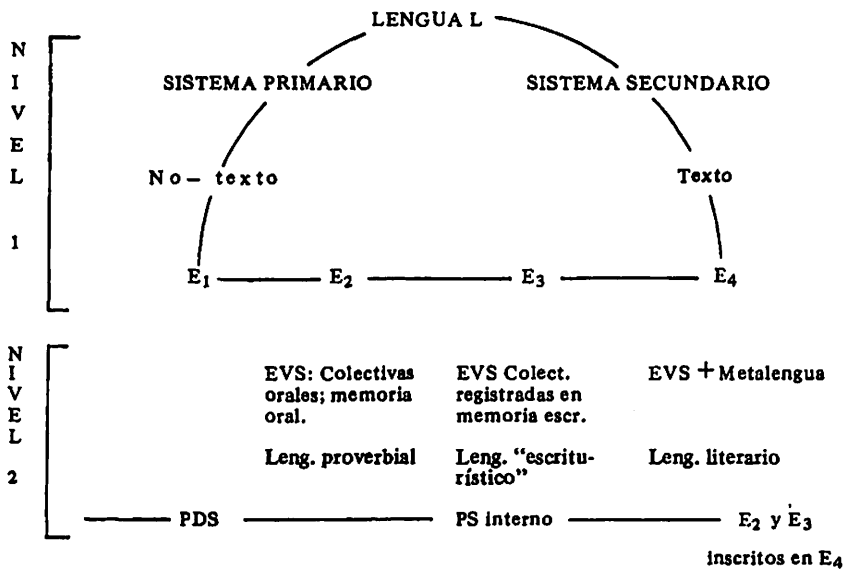 LENGUA L
NIVEL 1
SISTEMA PRIMARIO SISTEMA SECUNDARIO
No– texto Texto
E1 E2 E3 E4
NIVEL 2
EVS: Colectivas orales; memoria oral.
EVS Colect. registradas en memoria escr.
EVS + Metalengua
Leng. proverbial
Leng. “escritu-
rístico”
Leng. literario
PDS PS interno E2 y E3
inscritos en E4